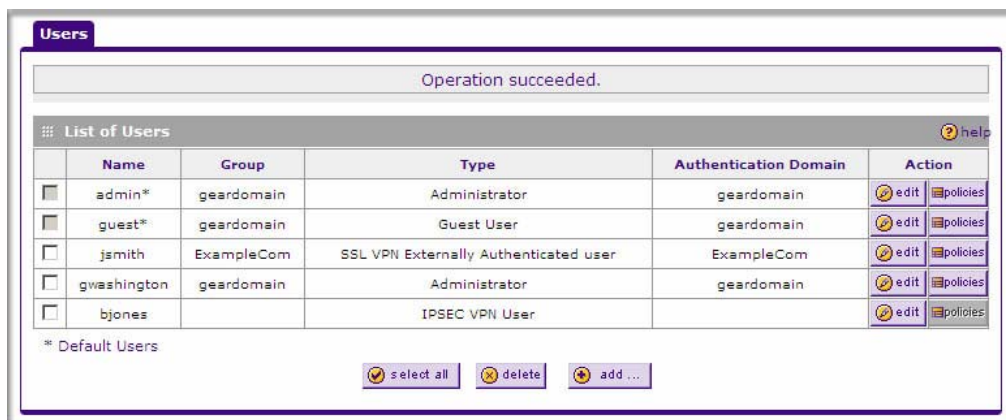 Users
Operation succeeded.
List of Users help
Name Group Type Authentication Domain Action
admin* geardomain Administrator geardomain edit policies
guest* geardomain Guest User geardomain edit policies
jsmith ExampleCom SSL VPN Externally Authenticated user ExampleCom edit policies
gwashington geardomain Administrator geardomain edit policies
bjones IPSEC VPN User edit policies
* Default Users
select all delete add ...